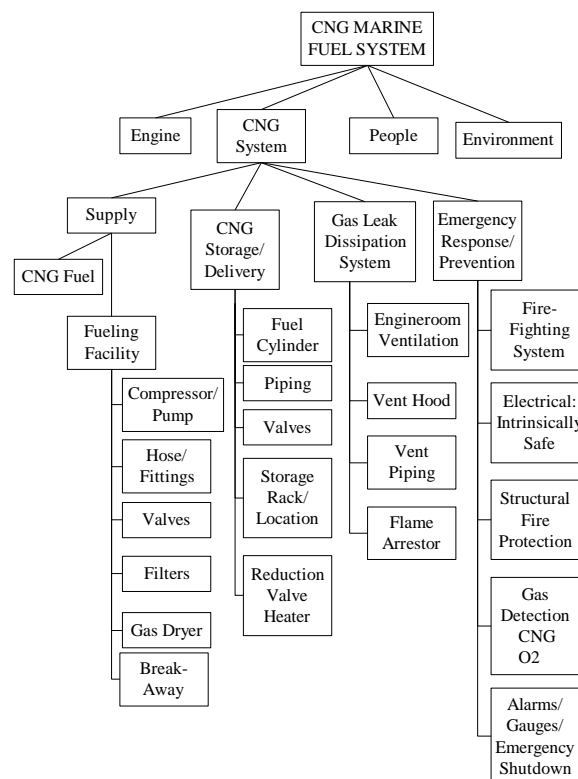 CNG MARINE
FUEL SYSTEM
Engine
CNG
System
People
Environment
Supply
CNG Fuel
Fueling
Facility
Compressor/
Pump
Hose/
Fittings
Valves
Filters
Gas Dryer
Break-
Away
CNG
Storage/
Delivery
Fuel
Cylinder
Piping
Valves
Storage
Rack/
Location
Reduction
Valve
Heater
Gas Leak
Dissipation
System
Engineroom
Ventilation
Vent Hood
Vent
Piping
Flame
Arrestor
Emergency
Response/
Prevention
Fire-
Fighting
System
Electrical:
Intrinsically
Safe
Structural
Fire
Protection
Gas
Detection
CNG
O2
Alarms/
Gauges/
Emergency
Shutdown